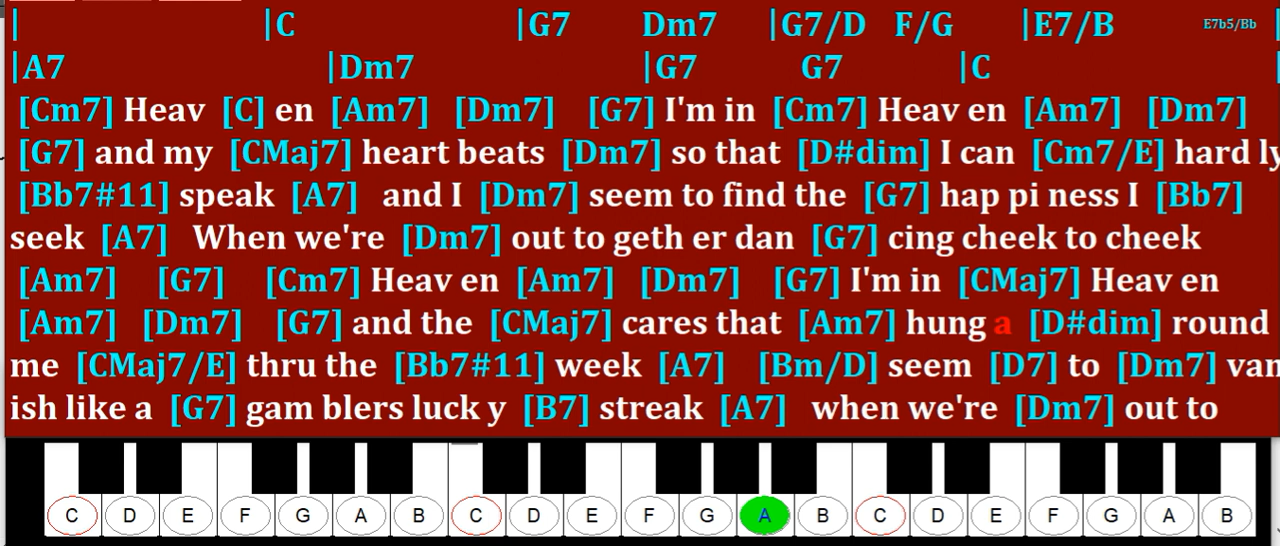 | |C |G7 Dm7 |G7/D F/G |E7/B E7b5/Bb |
|A7 |Dm7 |G7 G7 |C |
[Cm7] Heav [C] en [Am7] [Dm7] [G7] I'm in [Cm7] Heav en [Am7] [Dm7]
[G7] and my [CMaj7] heart beats [Dm7] so that [D#dim] I can [Cm7/E] hard ly
[Bb7#11] speak [A7] and I [Dm7] seem to find the [G7] hap pi ness I [Bb7]
seek [A7] When we're [Dm7] out to geth er dan [G7] cing cheek to cheek
[Am7] [G7] [Cm7] Heav en [Am7] [Dm7] [G7] I'm in [CMaj7] Heav en
[Am7] [Dm7] [G7] and the [CMaj7] cares that [Am7] hung a [D#dim] round
me [CMaj7/E] thru the [Bb7#11] week [A7] [Bm/D] seem [D7] to [Dm7] van
ish like a [G7] gam blers luck y [B7] streak [A7] when we're [Dm7] out to
C D E F G A B C D E F G A B C D E F G A B